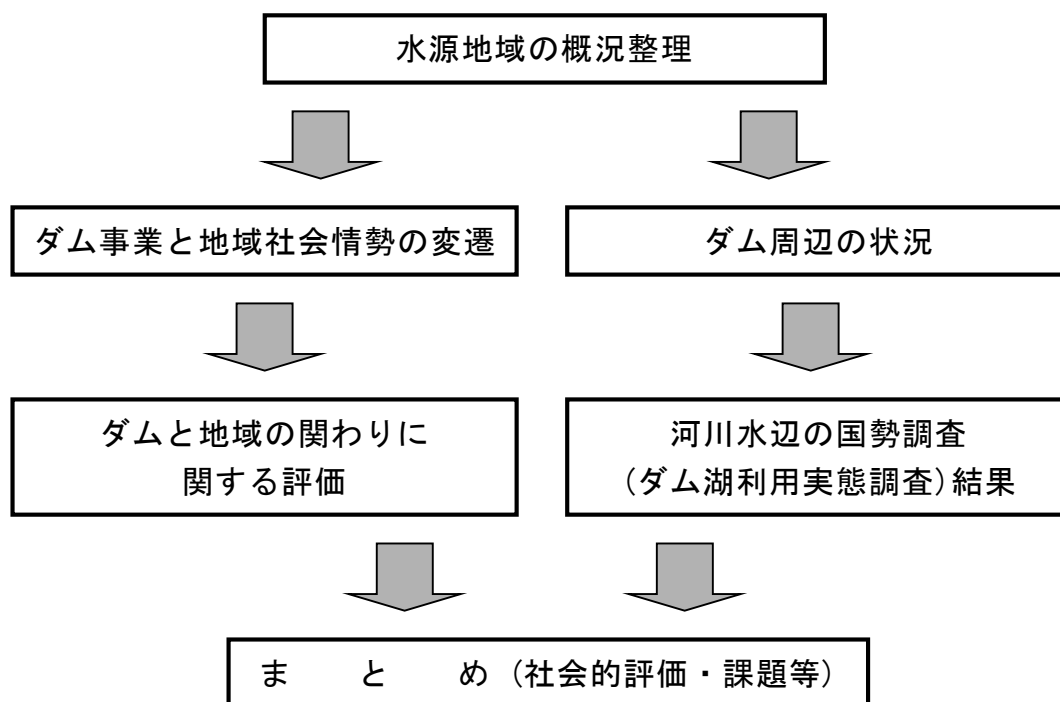 水源地域の概況整理
ダム事業と地域社会情勢の変遷
ダム周辺の状況
ダムと地域の関わりに
関する評価
河川水辺の国勢調査
(ダム湖利用実態調査)結果
ま　と　め（社会的評価・課題等）